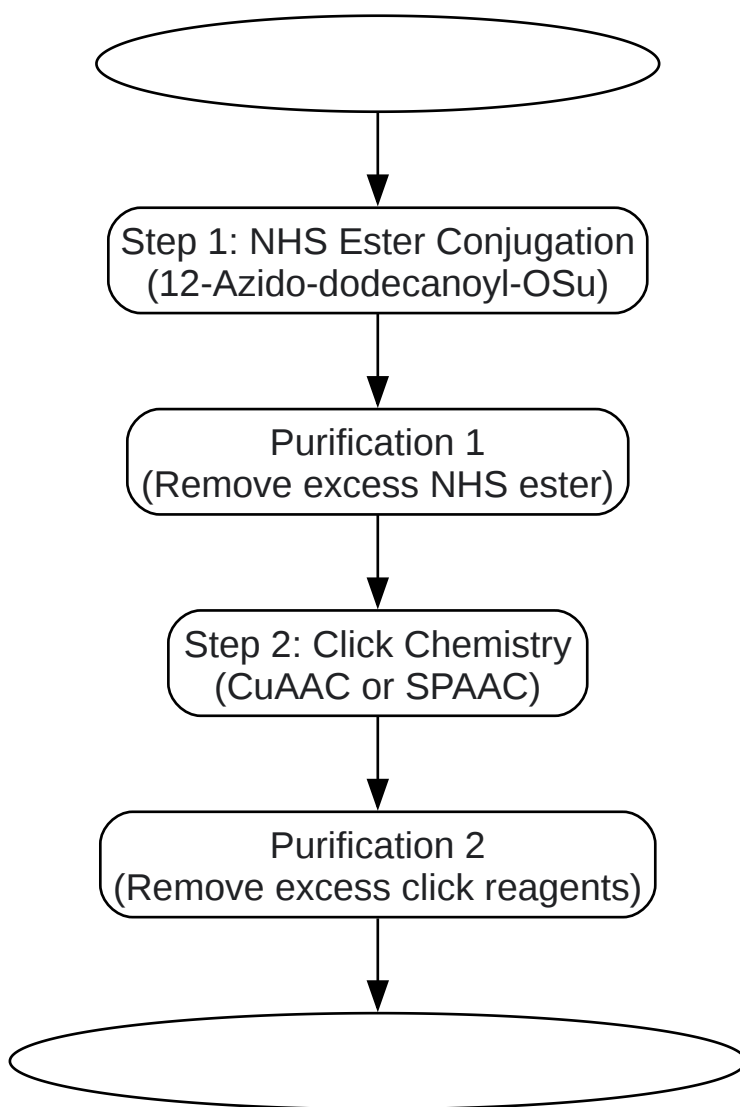 Step 1: NHS Ester Conjugation
(12-Azido-dodecanoyl-OSu)
Purification 1
(Remove excess NHS ester)
Step 2: Click Chemistry
(CuAAC or SPAAC)
Purification 2
(Remove excess click reagents)